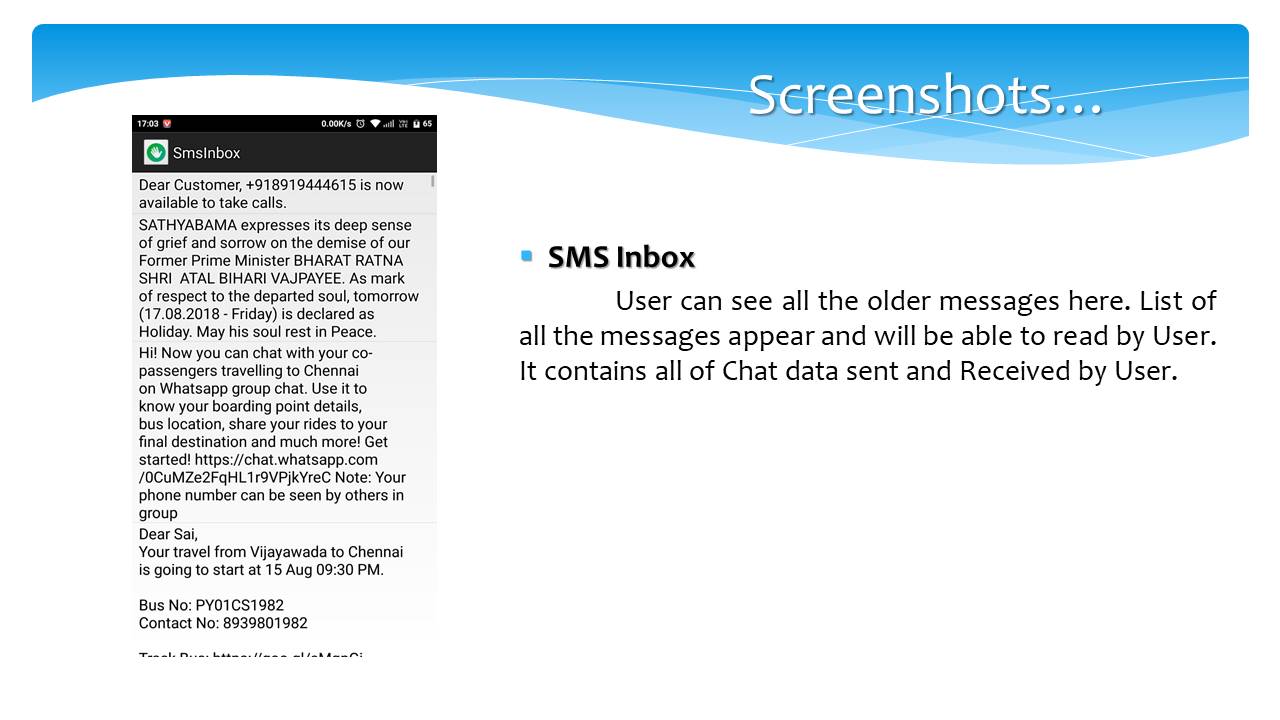 Screenshots…
17:03 0.00K/s 65
SmsInbox
Dear Customer, +918919444615 is now
available to take calls.
SATHYABAMA expresses its deep sense
of grief and sorrow on the demise of our
Former Prime Minister BHARAT RATNA
SHRI  ATAL BIHARI VAJPAYEE. As mark
of respect to the departed soul, tomorrow
(17.08.2018 - Friday) is declared as
Holiday. May his soul rest in Peace.
Hi! Now you can chat with your co-
passengers travelling to Chennai
on Whatsapp group chat. Use it to
know your boarding point details,
bus location, share your rides to your
final destination and much more! Get
started! https://chat.whatsapp.com
/0CuMZe2FqHL1r9VPjkYreC Note: Your
phone number can be seen by others in
group
Dear Sai,
Your travel from Vijayawada to Chennai
is going to start at 15 Aug 09:30 PM.
Bus No: PY01CS1982
Contact No: 8939801982
SMS Inbox
User can see all the older messages here. List of
all the messages appear and will be able to read by User.
It contains all of Chat data sent and Received by User.